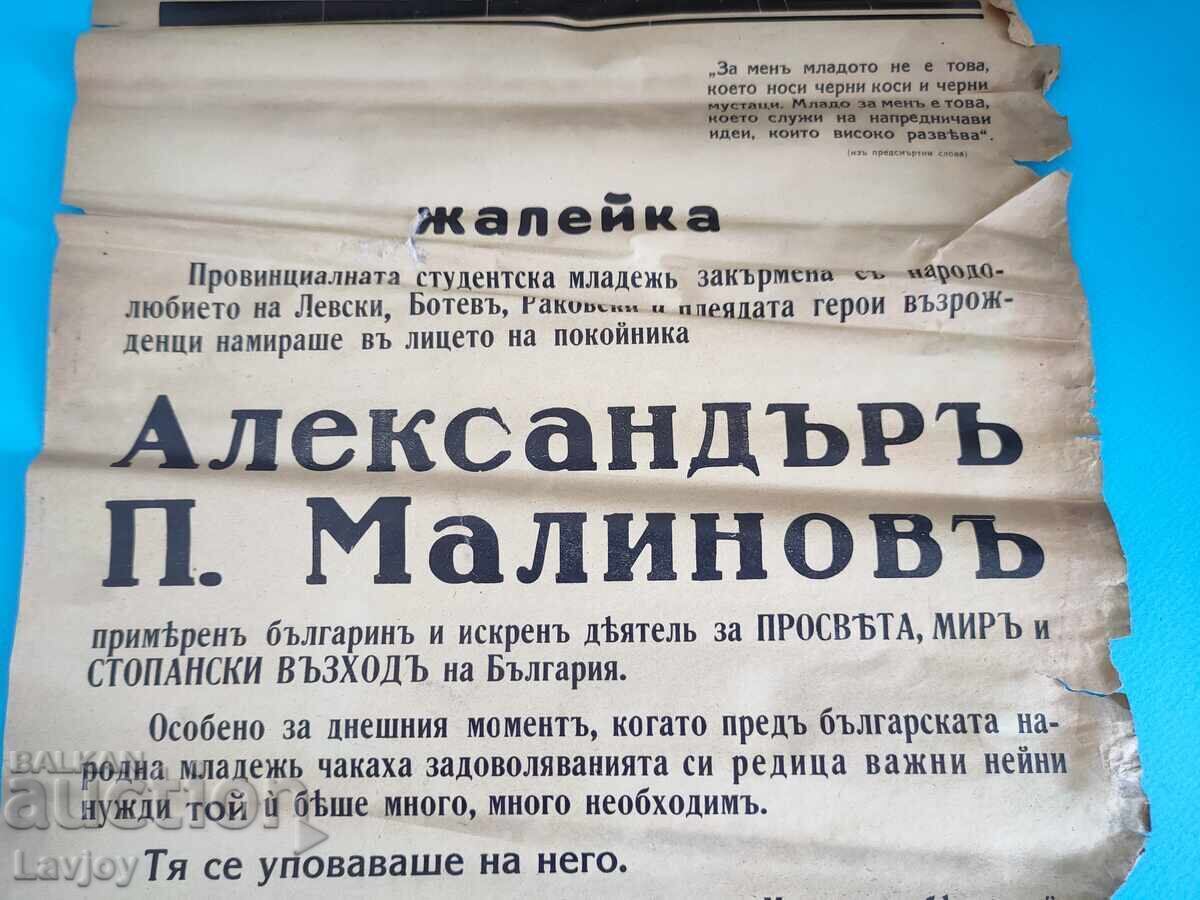 „За менъ младото не е това,
което носи черни коси и черни
мустаци. Младо за менъ е това,
което служи на напредничави
идеи, които високо развѣва“.
(изъ предсмъртни слова)
жалейка
Провинциалната студентска младежь закърмена съ народо-
любието на Левски, Ботевъ, Раковски и плеядата герои възрож-
денци намираше въ лицето на покойника
Александъръ
П. Малиновъ
примѣренъ българинъ и искренъ дѣятель за ПРОСВѢТА, МИРЪ и
СТОПАНСКИ ВЪЗХОДЪ на България.
Особено за днешния моментъ, когато предъ българската на-
родна младежь чакаха задоволяванията си редица важни нейни
нужди той ѝ бѣше много, много необходимъ.
Тя се уповаваше на него.
BALKAN
auction
Lavjoy